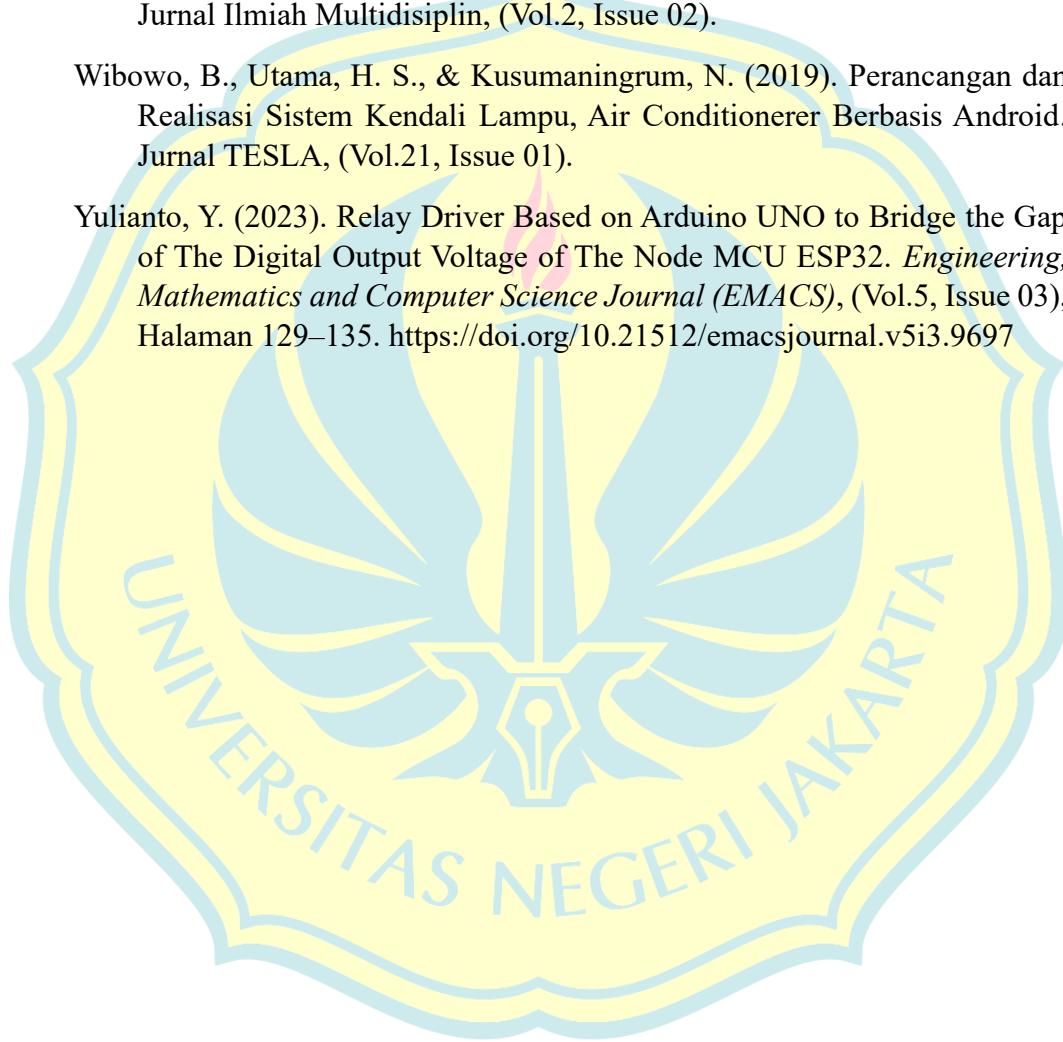 Jurnal Ilmiah Multidisiplin, (Vol.2, Issue 02).
Wibowo, B., Utama, H. S., & Kusumaningrum, N. (2019). Perancangan dan
Realisasi Sistem Kendali Lampu, Air Conditionerer Berbasis Android.
Jurnal TESLA, (Vol.21, Issue 01).
Yulianto, Y. (2023). Relay Driver Based on Arduino UNO to Bridge the Gap
of The Digital Output Voltage of The Node MCU ESP32. Engineering,
Mathematics and Computer Science Journal (EMACS), (Vol.5, Issue 03),
Halaman 129–135. https://doi.org/10.21512/emacsjournal.v5i3.9697
UNIVERSITAS NEGERI JAKARTA